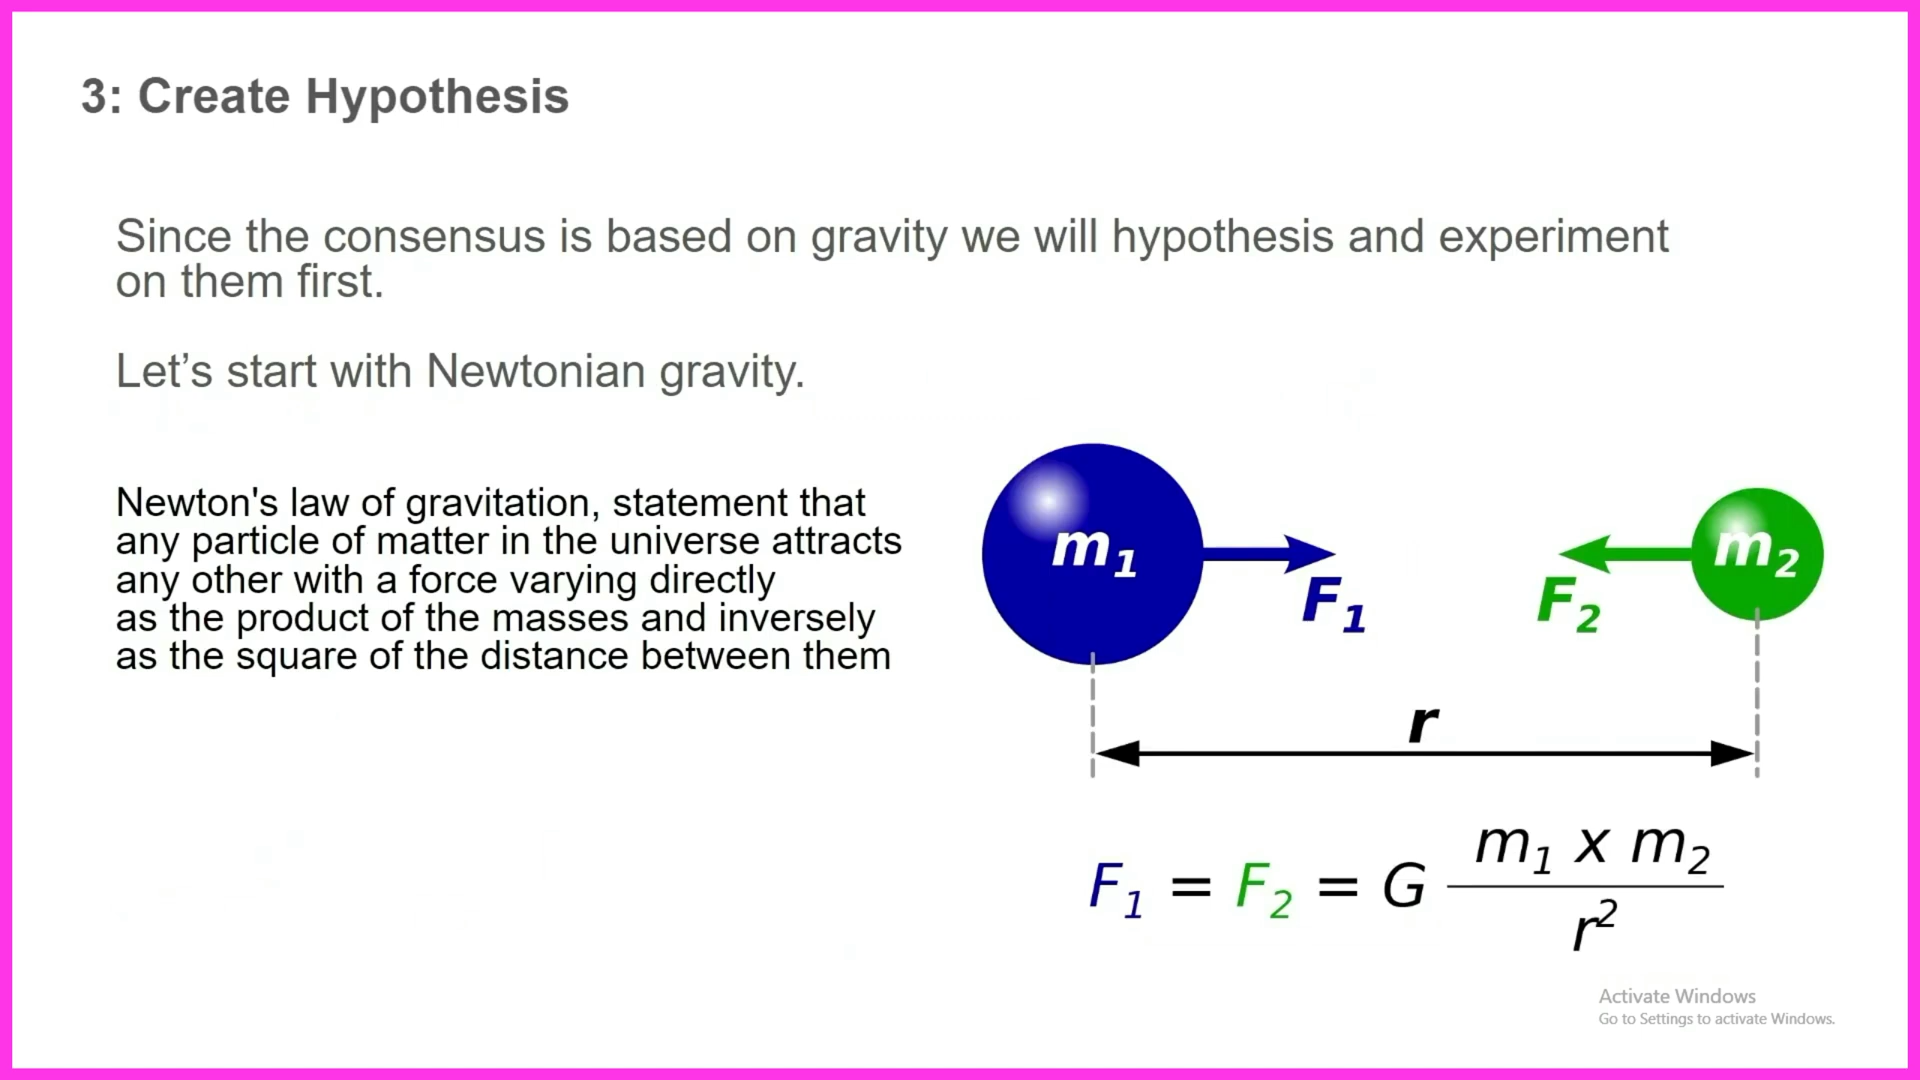 3: Create Hypothesis
Since the consensus is based on gravity we will hypothesis and experiment
on them first.
Let’s start with Newtonian gravity.
Newton's law of gravitation, statement that
any particle of matter in the universe attracts
any other with a force varying directly
as the product of the masses and inversely
as the square of the distance between them
m₁ F₁ F₂ m₂
r
F₁ = F₂ = G m₁ x m₂ / r²
Activate Windows
Go to Settings to activate Windows.